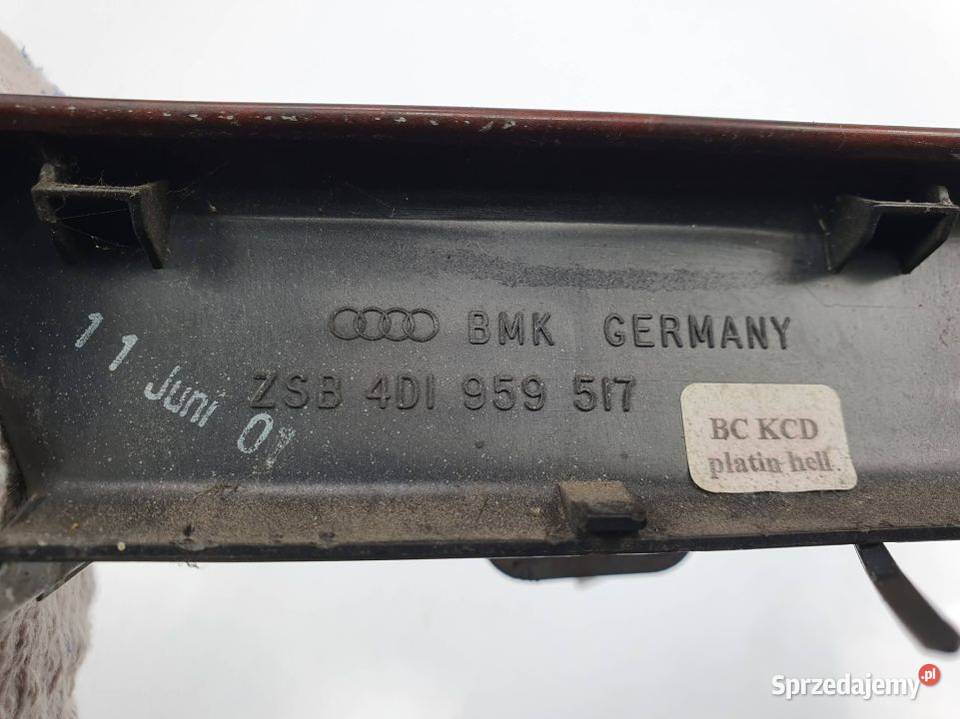 BMK GERMANY
ZSB 4D1 959 517
11 Juni 01
BC KCD
platin hell
Sprzedajemy.pl